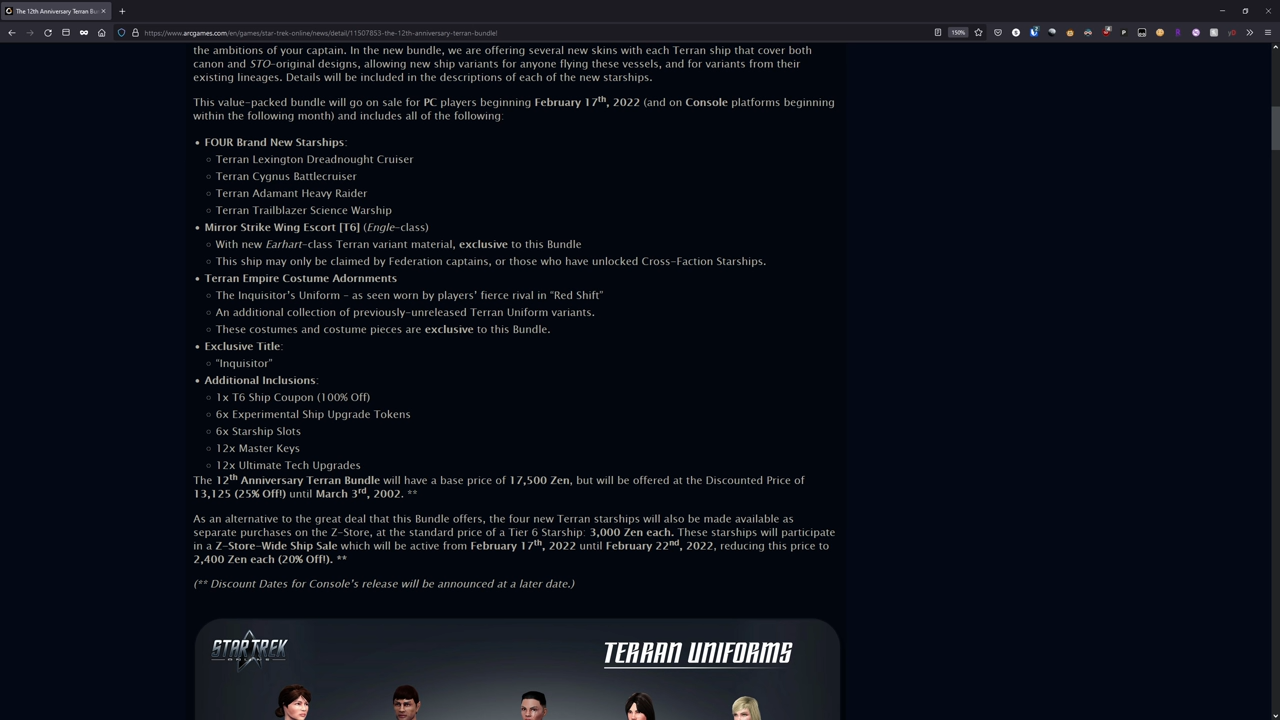 The 12th Anniversary Terran Bu
https://www.arcgames.com/en/games/star-trek-online/news/detail/11507853-the-12th-anniversary-terran-bundle!
150%
the ambitions of your captain. In the new bundle, we are offering several new skins with each Terran ship that cover both
canon and STO-original designs, allowing new ship variants for anyone flying these vessels, and for variants from their
existing lineages. Details will be included in the descriptions of each of the new starships.
This value-packed bundle will go on sale for PC players beginning February 17th, 2022 (and on Console platforms beginning
within the following month) and includes all of the following:
• FOUR Brand New Starships:
○ Terran Lexington Dreadnought Cruiser
○ Terran Cygnus Battlecruiser
○ Terran Adamant Heavy Raider
○ Terran Trailblazer Science Warship
• Mirror Strike Wing Escort [T6] (Engle-class)
○ With new Earhart-class Terran variant material, exclusive to this Bundle
○ This ship may only be claimed by Federation captains, or those who have unlocked Cross-Faction Starships.
• Terran Empire Costume Adornments
○ The Inquisitor's Uniform – as seen worn by players' fierce rival in "Red Shift"
○ An additional collection of previously-unreleased Terran Uniform variants.
○ These costumes and costume pieces are exclusive to this Bundle.
• Exclusive Title:
○ "Inquisitor"
• Additional Inclusions:
○ 1x T6 Ship Coupon (100% Off)
○ 6x Experimental Ship Upgrade Tokens
○ 6x Starship Slots
○ 12x Master Keys
○ 12x Ultimate Tech Upgrades
The 12th Anniversary Terran Bundle will have a base price of 17,500 Zen, but will be offered at the Discounted Price of
13,125 (25% Off!) until March 3rd, 2002. **
As an alternative to the great deal that this Bundle offers, the four new Terran starships will also be made available as
separate purchases on the Z-Store, at the standard price of a Tier 6 Starship: 3,000 Zen each. These starships will participate
in a Z-Store-Wide Ship Sale which will be active from February 17th, 2022 until February 22nd, 2022, reducing this price to
2,400 Zen each (20% Off!). **
(** Discount Dates for Console's release will be announced at a later date.)
STAR TREK
ONLINE
TERRAN UNIFORMS